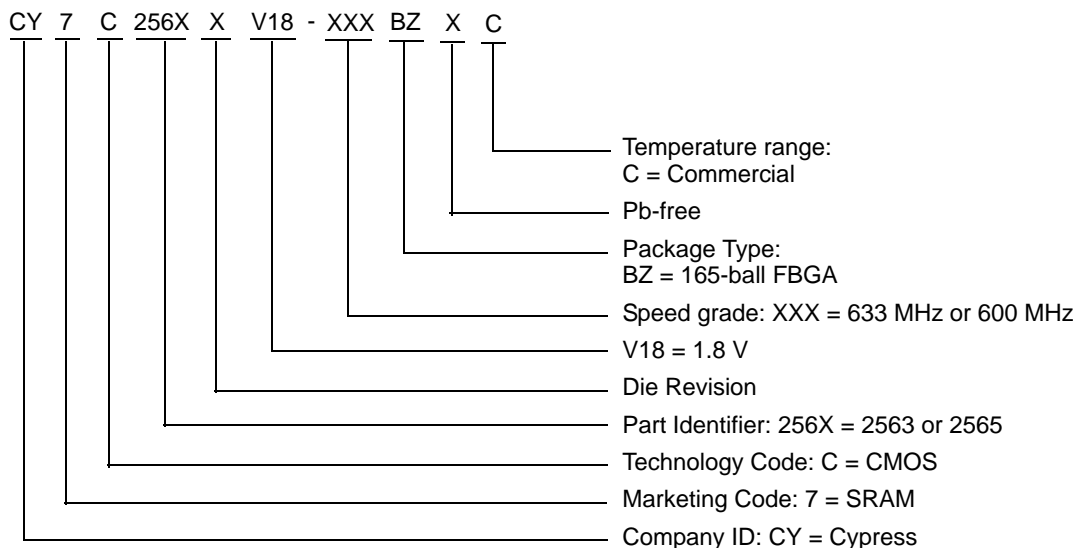 CY 7 C 256X X V18 - XXX BZ X C
Temperature range:
C = Commercial
Pb-free
Package Type:
BZ = 165-ball FBGA
Speed grade: XXX = 633 MHz or 600 MHz
V18 = 1.8 V
Die Revision
Part Identifier: 256X = 2563 or 2565
Technology Code: C = CMOS
Marketing Code: 7 = SRAM
Company ID: CY = Cypress